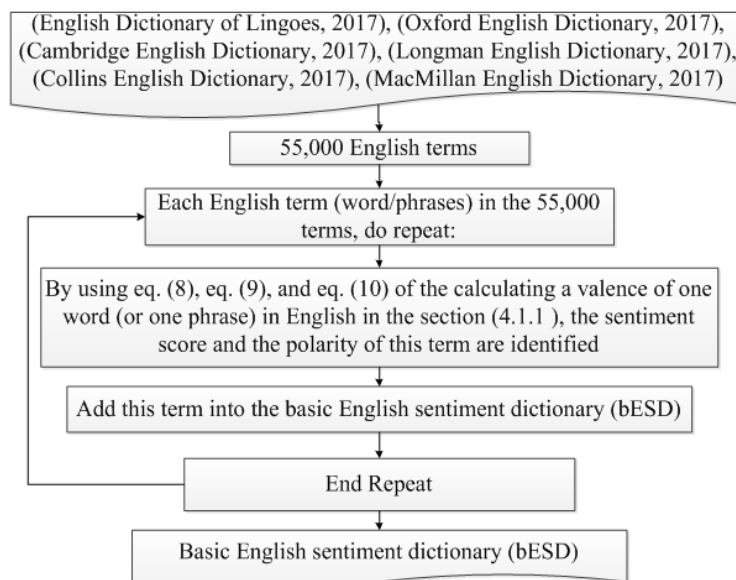 (English Dictionary of Lingoes, 2017), (Oxford English Dictionary, 2017),
(Cambridge English Dictionary, 2017), (Longman English Dictionary, 2017),
(Collins English Dictionary, 2017), (MacMillan English Dictionary, 2017)
55,000 English terms
Each English term (word/phrases) in the 55,000
terms, do repeat:
By using eq. (8), eq. (9), and eq. (10) of the calculating a valence of one
word (or one phrase) in English in the section (4.1.1 ), the sentiment
score and the polarity of this term are identified
Add this term into the basic English sentiment dictionary (bESD)
End Repeat
Basic English sentiment dictionary (bESD)